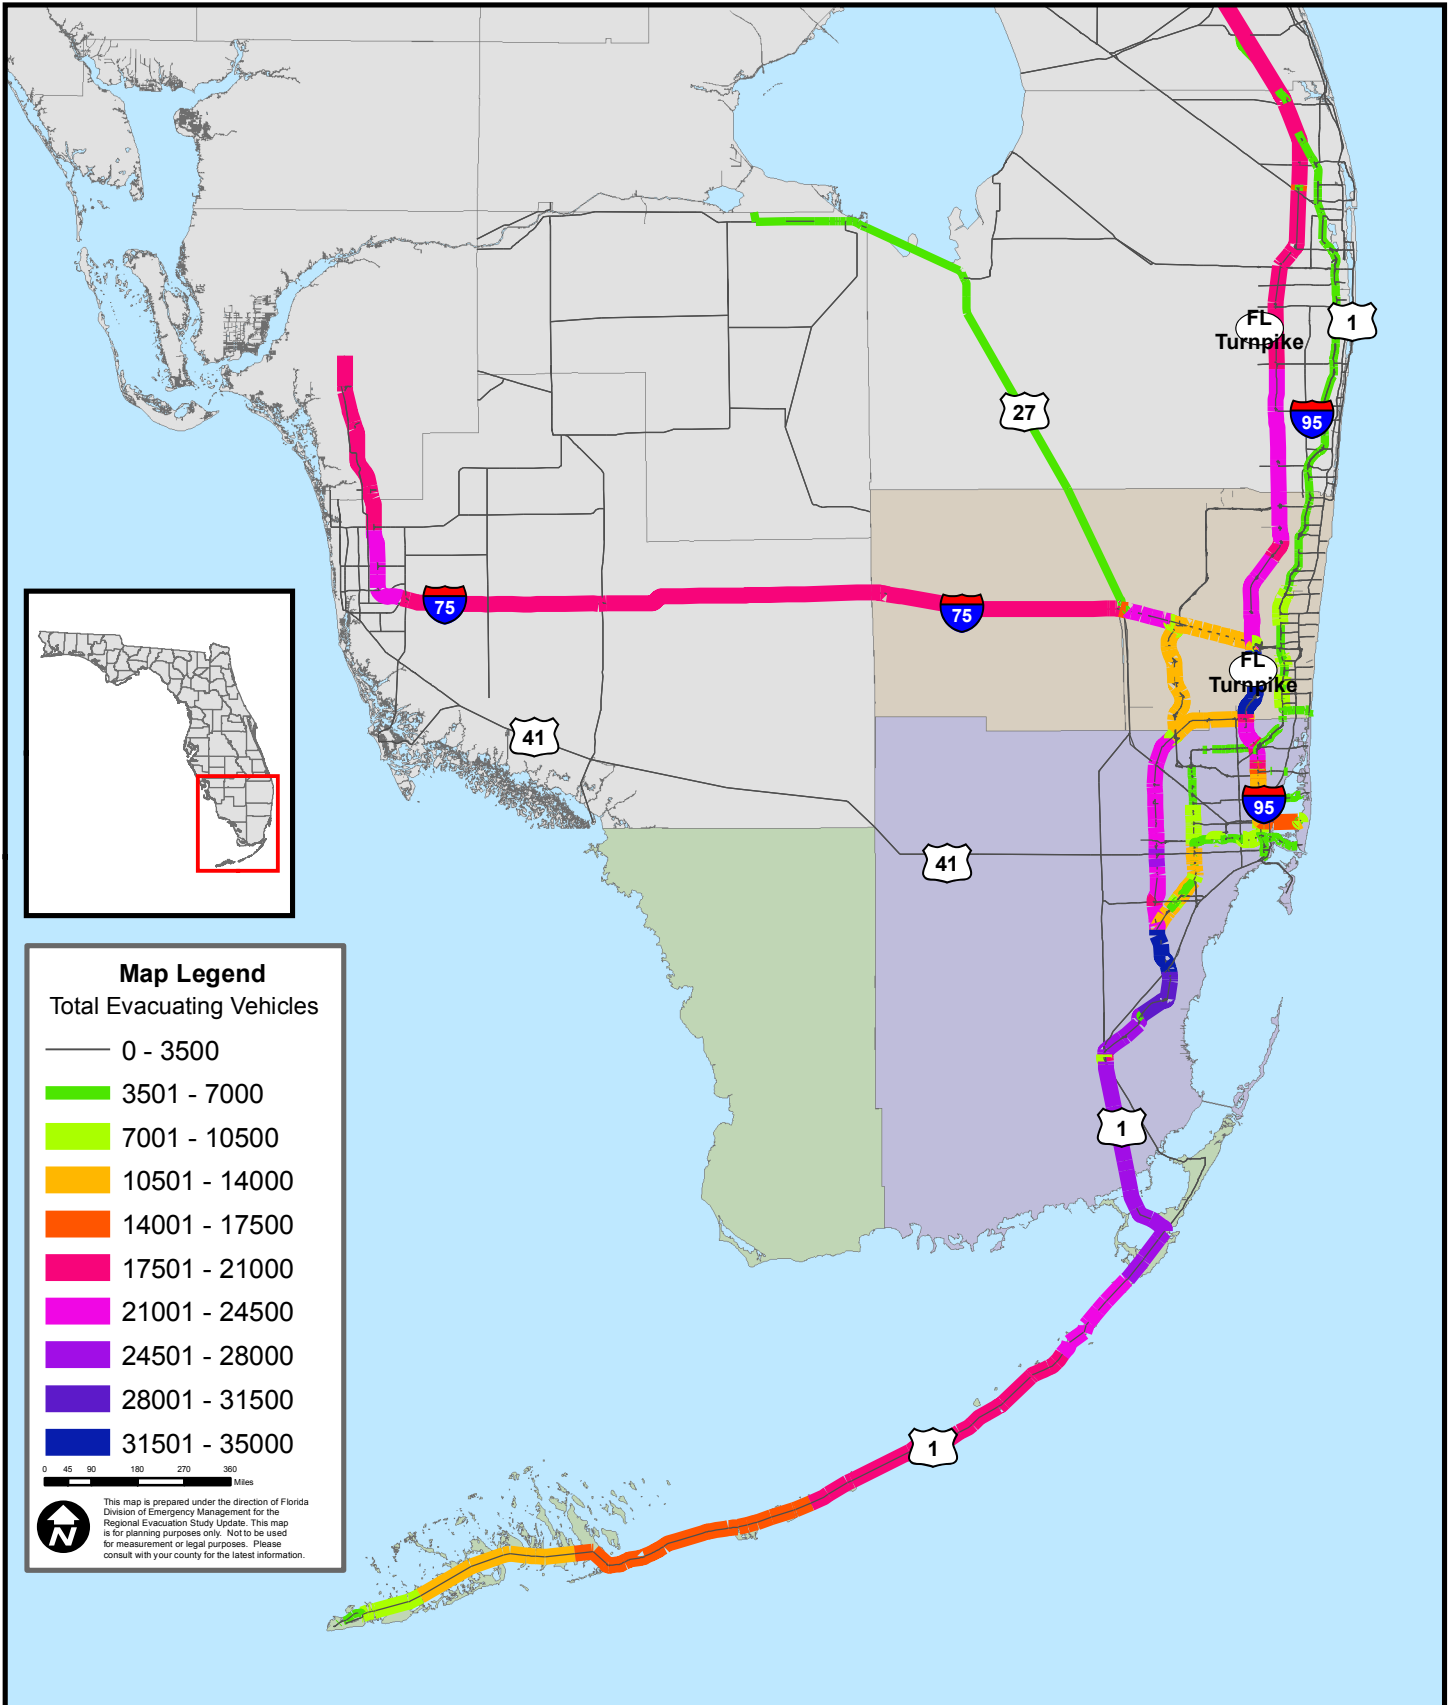 FL
Turnpike
1
95
27
75
75
FL
Turnpike
41
95
41
1
1
Map Legend
Total Evacuating Vehicles
0 - 3500
3501 - 7000
7001 - 10500
10501 - 14000
14001 - 17500
17501 - 21000
21001 - 24500
24501 - 28000
28001 - 31500
31501 - 35000
0 45 90 180 270 360
Miles
N
This map is prepared under the direction of Florida
Division of Emergency Management for the
Regional Evacuation Study Update. This map
is for planning purposes only. Not to be used
for measurement or legal purposes. Please
consult with your county for the latest information.